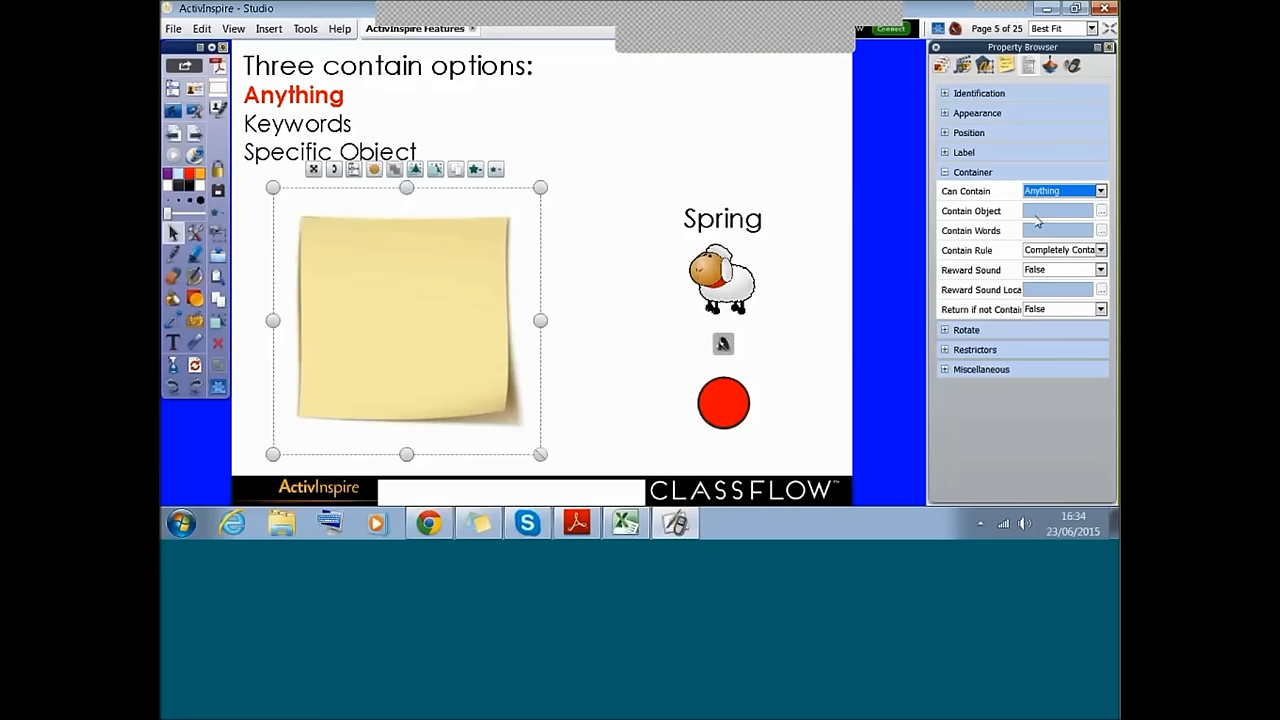 ActivInspire - Studio
File Edit View Insert Tools Help
ActivInspire Features
Connect
Page 5 of 25
Best Fit
Property Browser
Three contain options:
Anything
Keywords
Specific Object
Spring
Identification
Appearance
Position
Label
Container
Can Contain Anything
Contain Object
Contain Words
Contain Rule Completely Conta
Reward Sound False
Reward Sound Loca
Return if not Contain False
Rotate
Restrictors
Miscellaneous
ActivInspire
CLASSFLOW™
16:34
23/06/2015